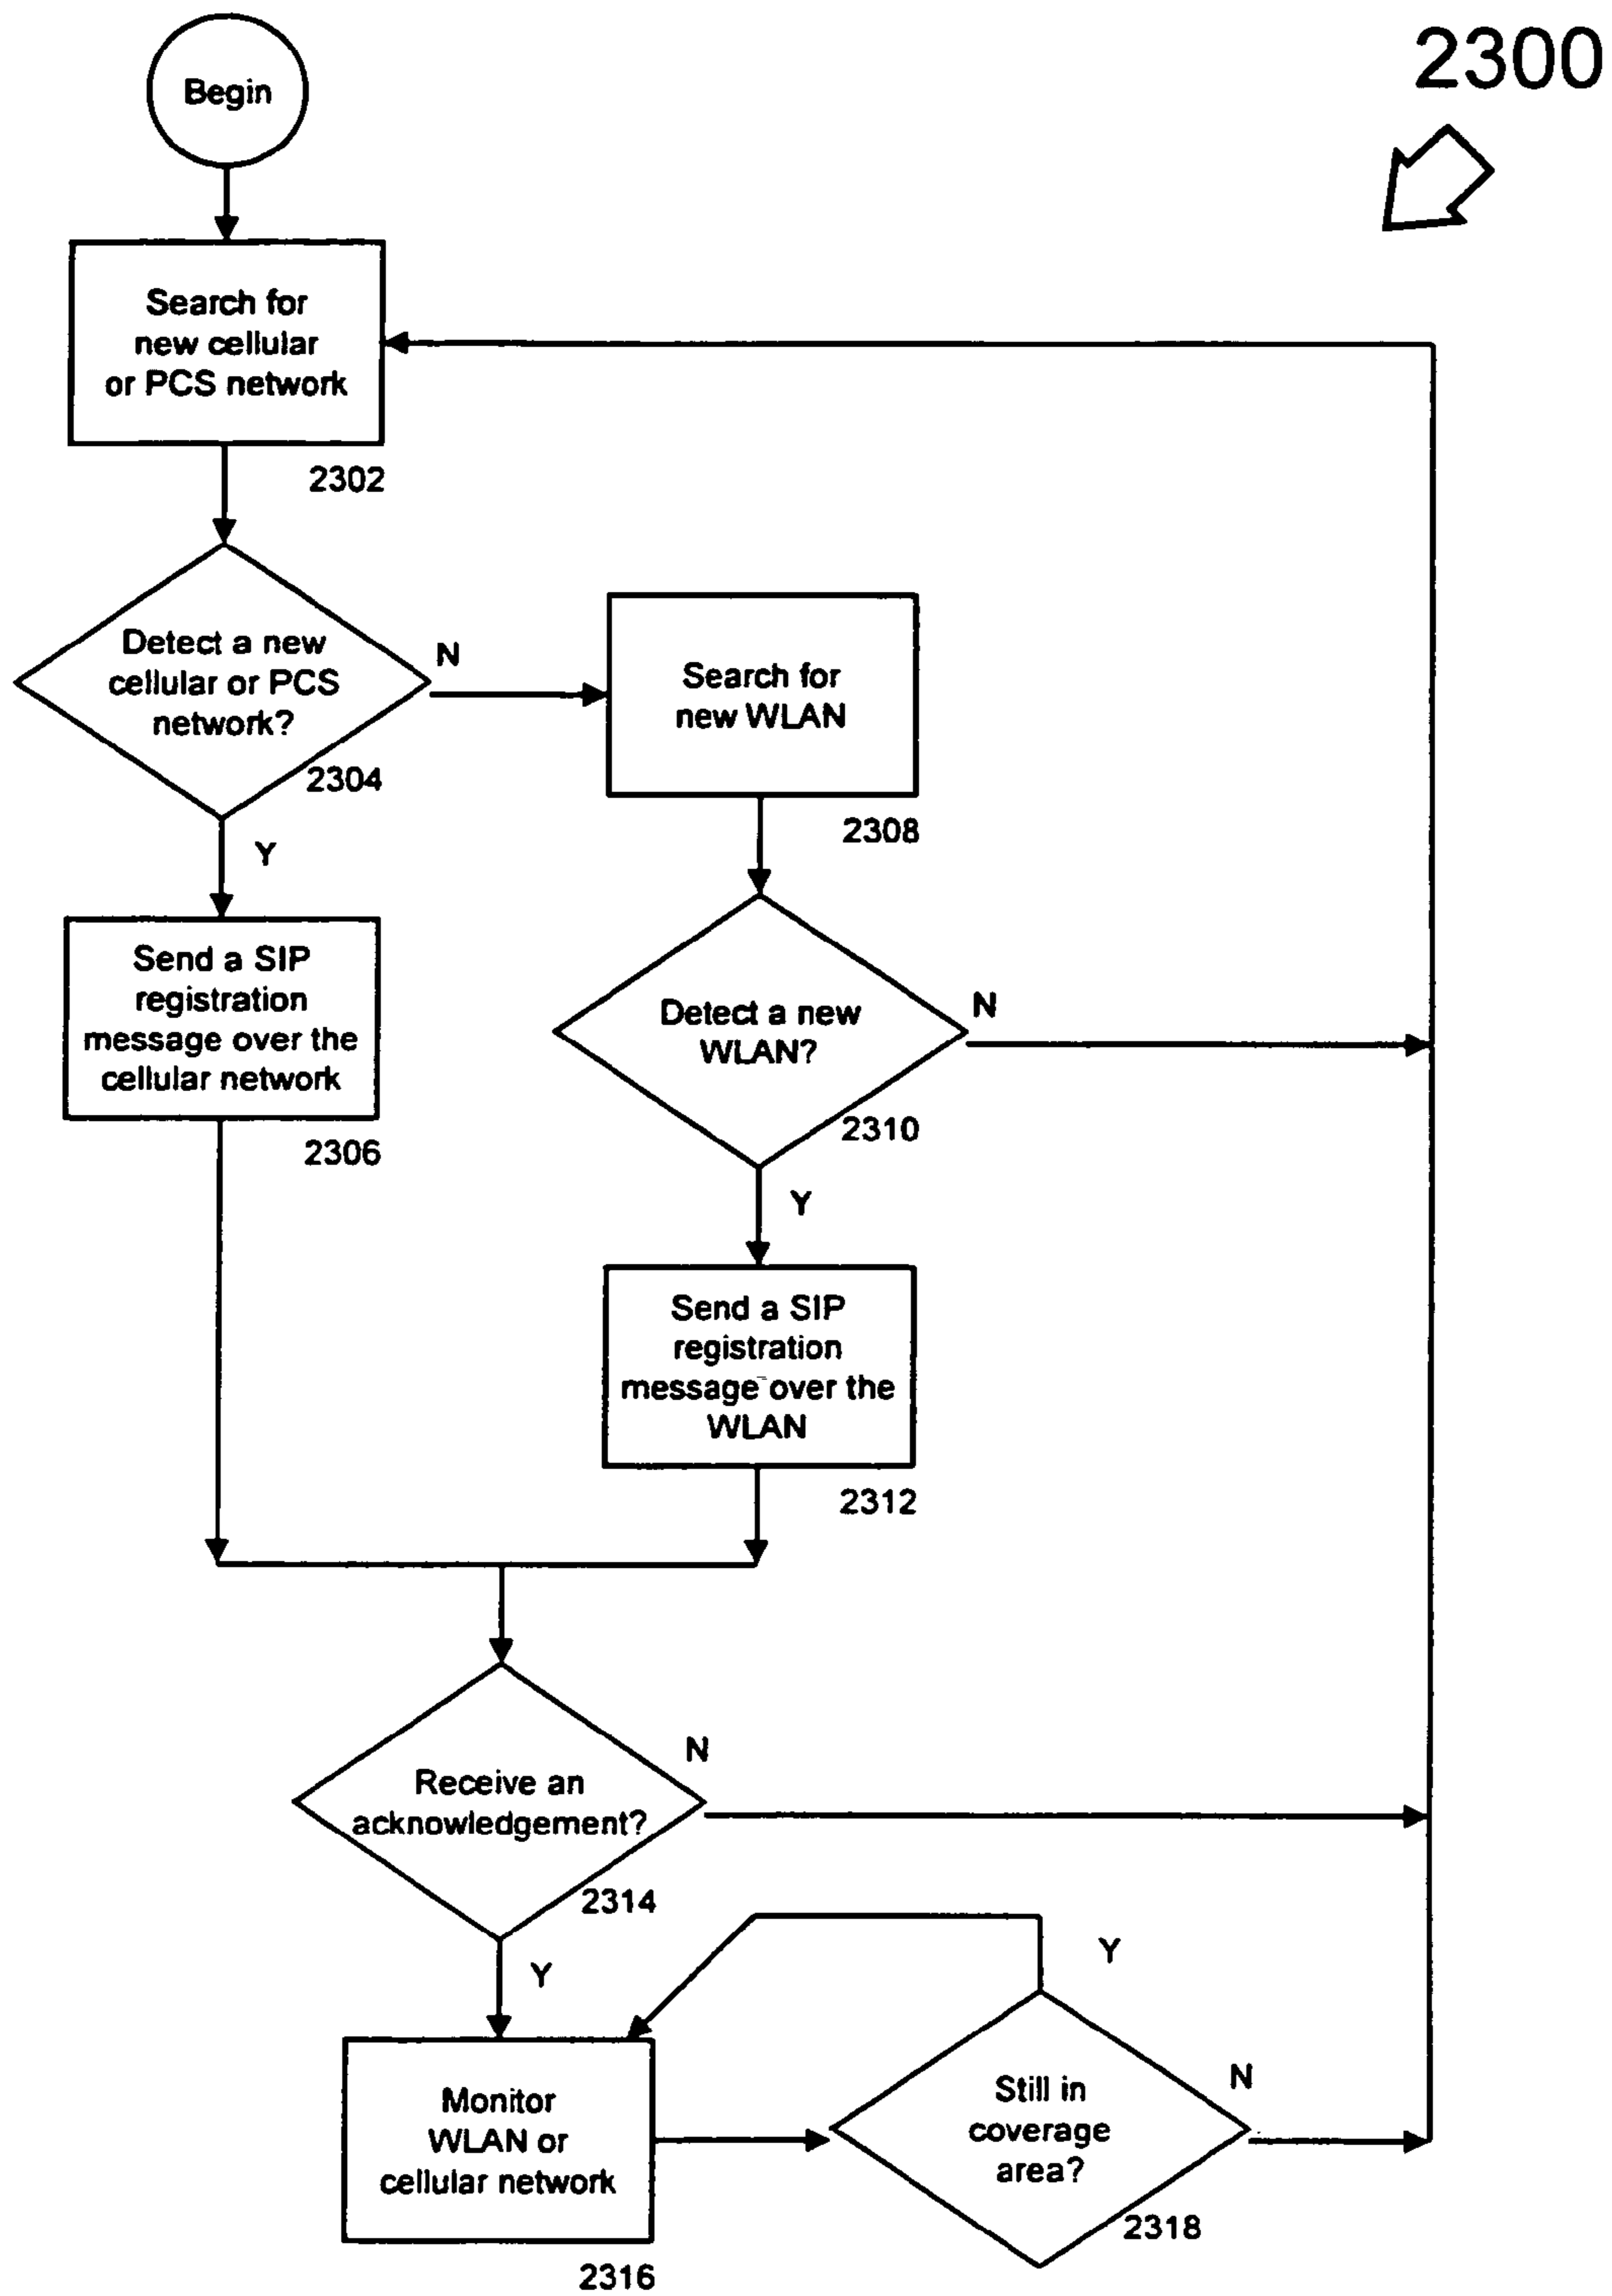 2300
Begin
Search for
new cellular
or PCS network
2302
Detect a new
cellular or PCS
network?
N
2304
Y
Search for
new WLAN
2308
Send a SIP
registration
message over the
cellular network
2306
Detect a new
WLAN?
N
2310
Y
Send a SIP
registration
message over the
WLAN
2312
Receive an
acknowledgement?
N
2314
Y
Monitor
WLAN or
cellular network
2316
Y
Still in
coverage
area?
N
2318